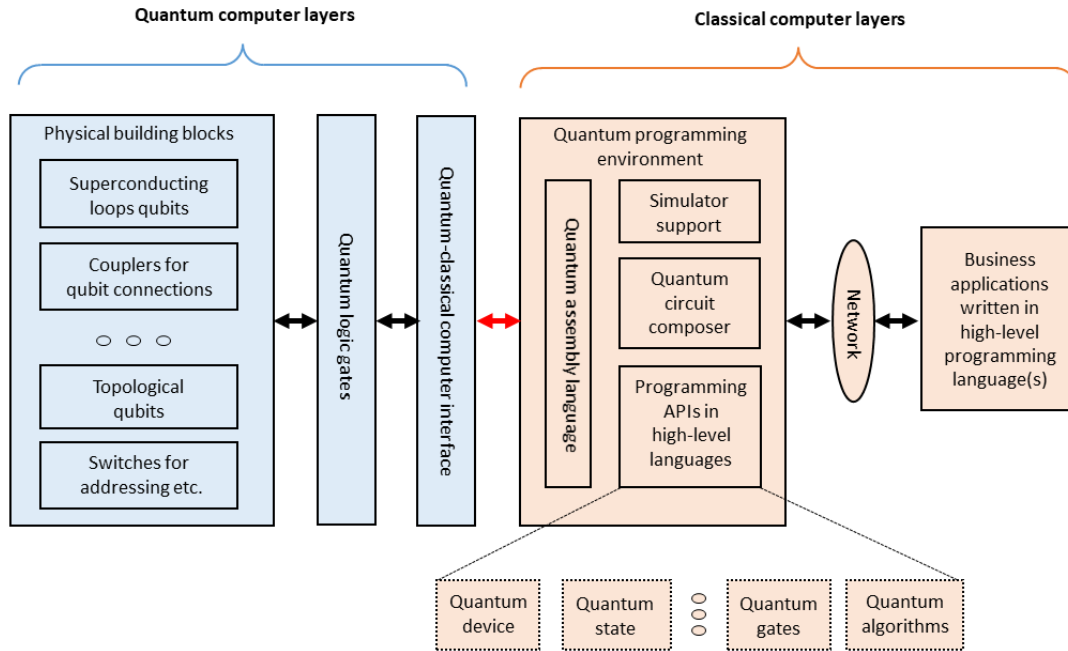 Quantum computer layers
Classical computer layers
Physical building blocks
Superconducting
loops qubits
Couplers for
qubit connections
Topological
qubits
Switches for
addressing etc.
Quantum logic gates
Quantum-classical computer interface
Quantum programming
environment
Quantum assembly language
Simulator
support
Quantum
circuit
composer
Programming
APIs in
high-level
languages
Network
Business
applications
written in
high-level
programming
language(s)
Quantum
device
Quantum
state
Quantum
gates
Quantum
algorithms